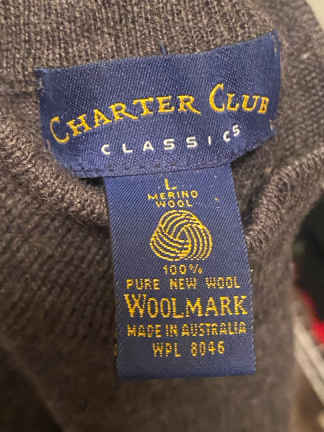 CHARTER CLUB
CLASSICS
L
MERINO
WOOL
100%
PURE NEW WOOL
WOOLMARK
MADE IN AUSTRALIA
WPL 8046